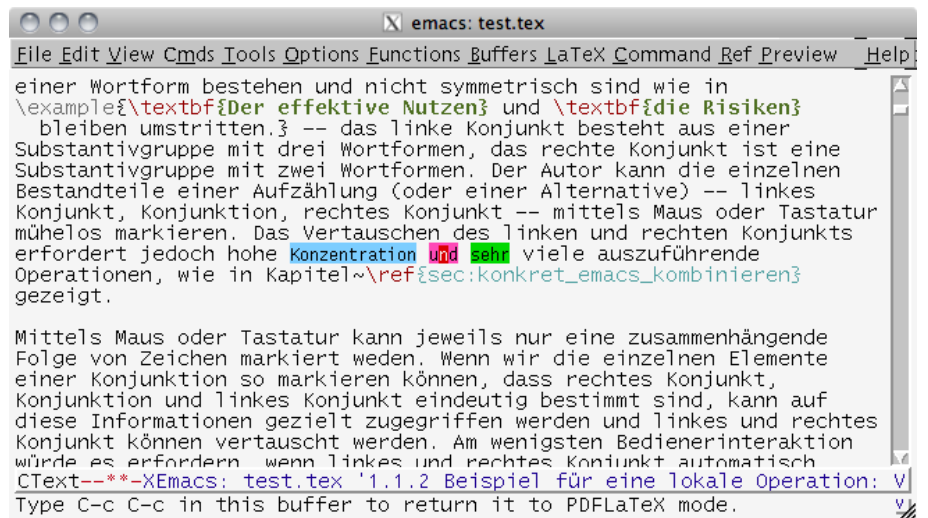 X emacs: test.tex
File Edit View Cmds Tools Options Functions Buffers LaTeX Command Ref Preview Help
einer Wortform bestehen und nicht symmetrisch sind wie in
\example{\textbf{Der effektive Nutzen} und \textbf{die Risiken}
bleiben umstritten.} -- das linke Konjunkt besteht aus einer
Substantivgruppe mit drei Wortformen, das rechte Konjunkt ist eine
Substantivgruppe mit zwei Wortformen. Der Autor kann die einzelnen
Bestandteile einer Aufzählung (oder einer Alternative) -- linkes
Konjunkt, Konjunktion, rechtes Konjunkt -- mittels Maus oder Tastatur
mühelos markieren. Das Vertauschen des linken und rechten Konjunkts
erfordert jedoch hohe Konzentration und sehr viele auszuführende
Operationen, wie in Kapitel~\ref{sec:konkret_emacs_kombinieren}
gezeigt.
Mittels Maus oder Tastatur kann jeweils nur eine zusammenhängende
Folge von Zeichen markiert weden. Wenn wir die einzelnen Elemente
einer Konjunktion so markieren können, dass rechtes Konjunkt,
Konjunktion und linkes Konjunkt eindeutig bestimmt sind, kann auf
diese Informationen gezielt zugegriffen werden und linkes und rechtes
Konjunkt können vertauscht werden. Am wenigsten Bedienerinteraktion
würde es erfordern, wenn linkes und rechtes Konjunkt automatisch
CText--**-XEmacs: test.tex '1.1.2 Beispiel für eine lokale Operation: V
Type C-c C-c in this buffer to return it to PDFLaTeX mode.